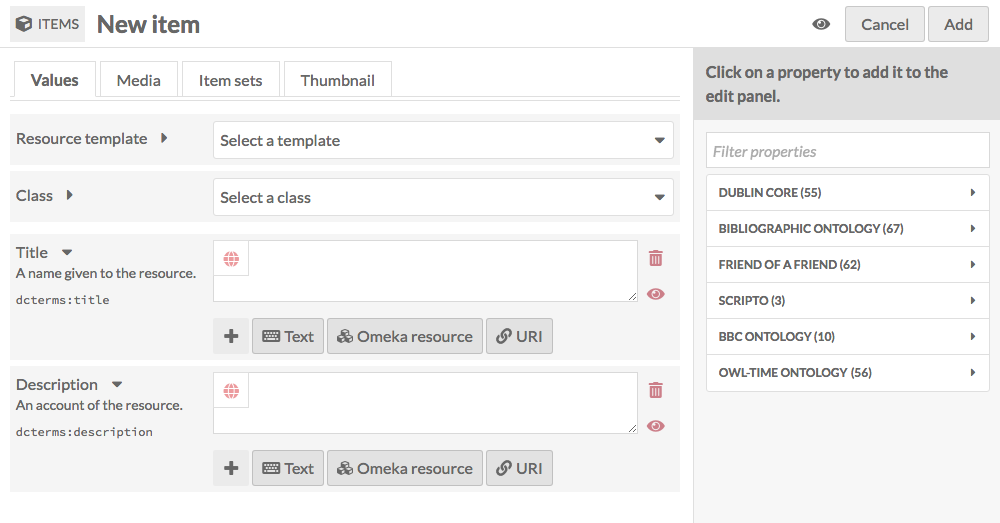 ITEMS New item
Cancel Add
Values Media Item sets Thumbnail
Resource template Select a template
Class Select a class
Title
A name given to the resource.
dcterms:title
Text Omeka resource URI
Description
An account of the resource.
dcterms:description
Text Omeka resource URI
Click on a property to add it to the
edit panel.
Filter properties
DUBLIN CORE (55)
BIBLIOGRAPHIC ONTOLOGY (67)
FRIEND OF A FRIEND (62)
SCRIPTO (3)
BBC ONTOLOGY (10)
OWL-TIME ONTOLOGY (56)